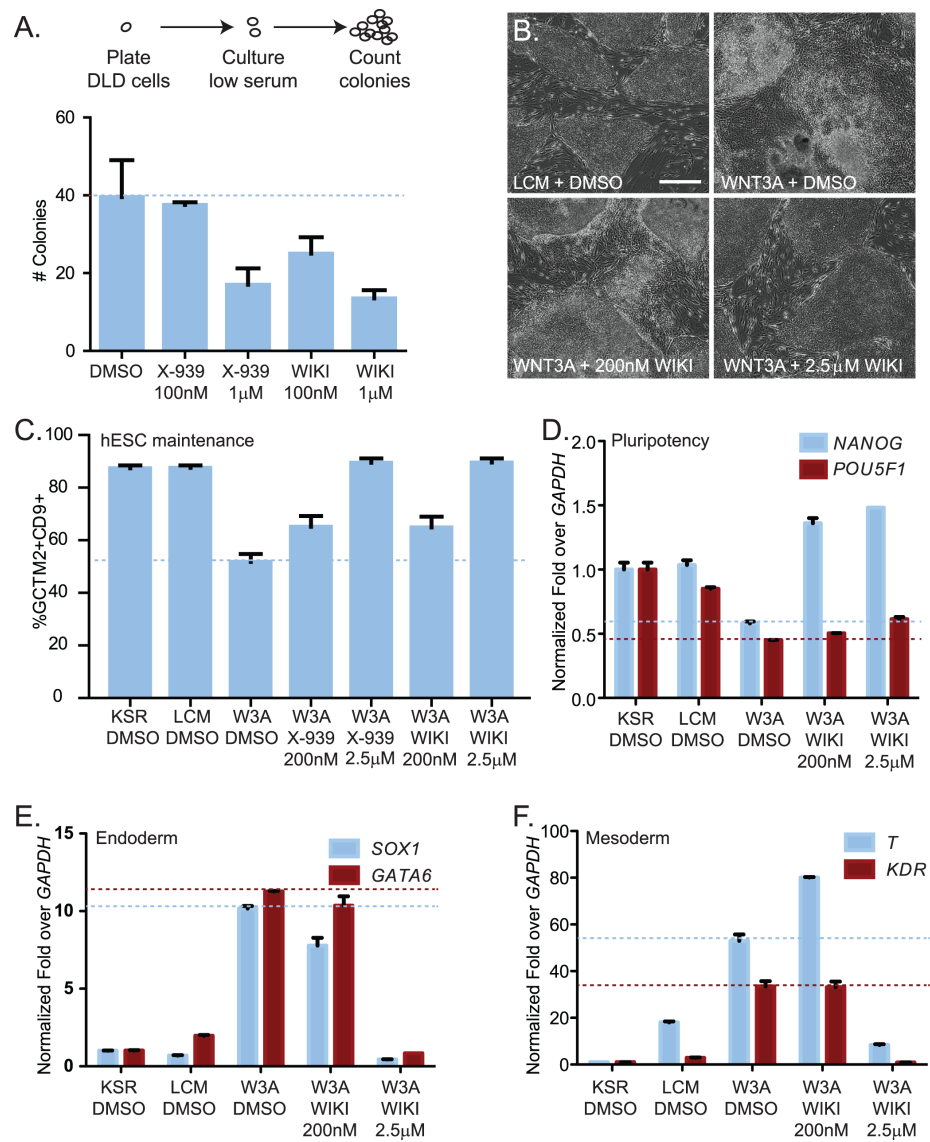 A.
Plate
DLD cells
Culture
low serum
Count
colonies
# Colonies
60
40
20
0
DMSO
X-939
100nM
X-939
1µM
WIKI
100nM
WIKI
1µM
B.
LCM + DMSO
WNT3A + DMSO
WNT3A + 200nM WIKI
WNT3A + 2.5µM WIKI
C.
hESC maintenance
%GCTM2+CD9+
100
80
60
40
20
0
KSR
DMSO
LCM
DMSO
W3A
DMSO
W3A
X-939
200nM
W3A
X-939
2.5µM
W3A
WIKI
200nM
W3A
WIKI
2.5µM
D.
Pluripotency
NANOG
POU5F1
Normalized Fold over GAPDH
2.0
1.5
1.0
0.5
0.0
KSR
DMSO
LCM
DMSO
W3A
DMSO
W3A
WIKI
200nM
W3A
WIKI
2.5µM
E.
Endoderm
SOX1
GATA6
Normalized Fold over GAPDH
15
10
5
0
KSR
DMSO
LCM
DMSO
W3A
DMSO
W3A
WIKI
200nM
W3A
WIKI
2.5µM
F.
Mesoderm
T
KDR
Normalized Fold over GAPDH
100
80
60
40
20
0
KSR
DMSO
LCM
DMSO
W3A
DMSO
W3A
WIKI
200nM
W3A
WIKI
2.5µM